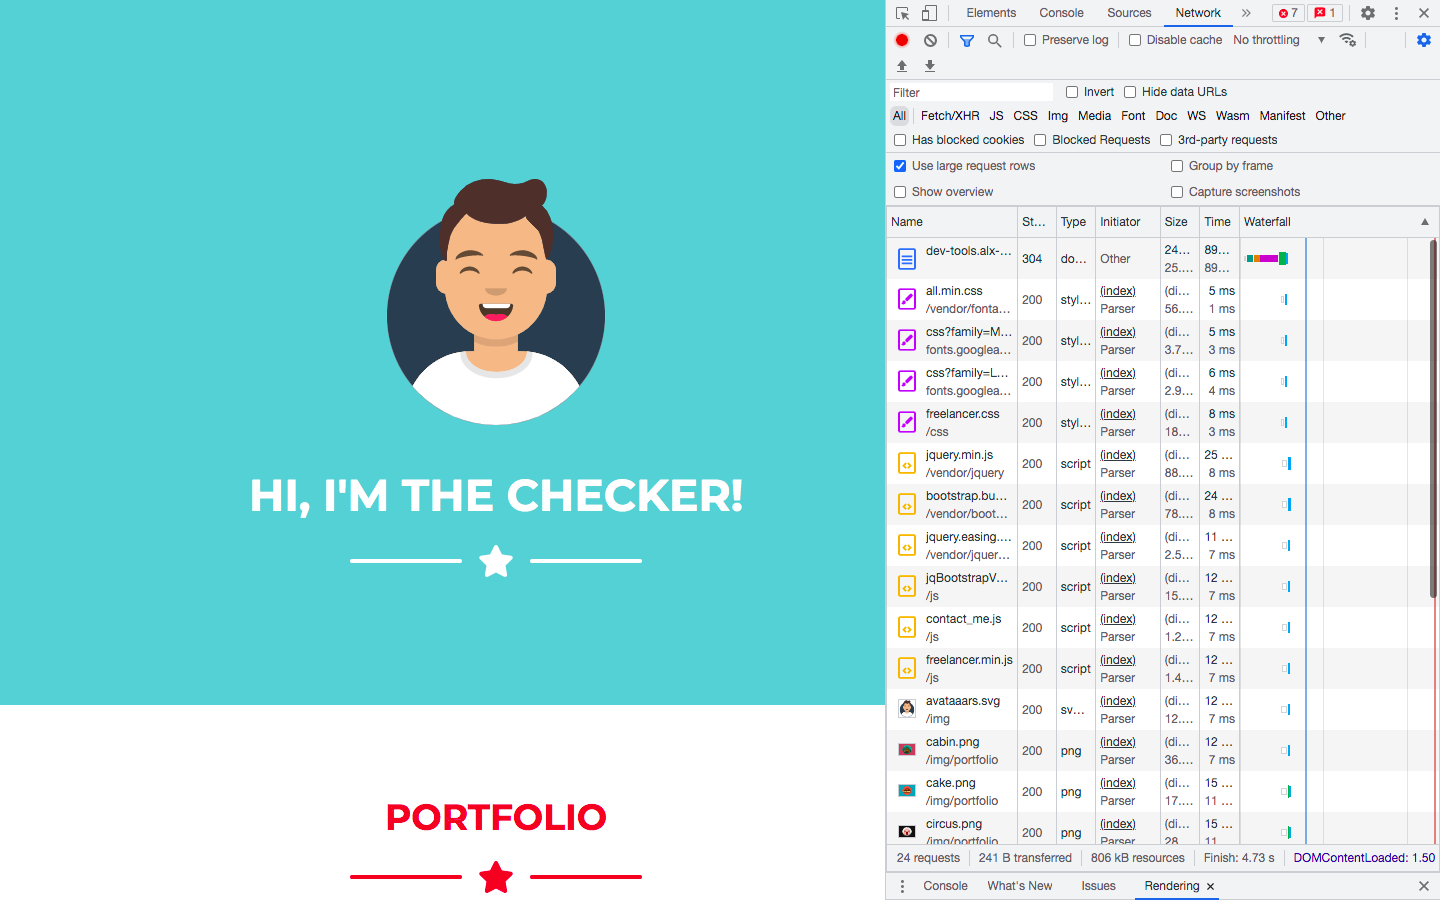 HI, I'M THE CHECKER!
PORTFOLIO
Elements Console Sources Network » 7 1
Preserve log Disable cache No throttling
Filter Invert Hide data URLs
All Fetch/XHR JS CSS Img Media Font Doc WS Wasm Manifest Other
Has blocked cookies Blocked Requests 3rd-party requests
Use large request rows Group by frame
Show overview Capture screenshots
Name St... Type Initiator Size Time Waterfall
dev-tools.alx-... 304 do... Other 24... 89...
25.... 89...
all.min.css 200 styl... (index) (di... 5 ms
/vendor/fonta... Parser 56.... 1 ms
css?family=M... 200 styl... (index) (di... 5 ms
fonts.googlea... Parser 3.7... 3 ms
css?family=L... 200 styl... (index) (di... 6 ms
fonts.googlea... Parser 2.9... 4 ms
freelancer.css 200 styl... (index) (di... 8 ms
/css Parser 18.... 3 ms
jquery.min.js 200 script (index) (di... 25 ...
/vendor/jquery Parser 88.... 8 ms
bootstrap.bu... 200 script (index) (di... 24 ...
/vendor/boot... Parser 78.... 8 ms
jquery.easing.... 200 script (index) (di... 11 ...
/vendor/jquer... Parser 2.5... 7 ms
jqBootstrapV... 200 script (index) (di... 12 ...
/js Parser 15.... 7 ms
contact_me.js 200 script (index) (di... 12 ...
/js Parser 1.2... 7 ms
freelancer.min.js 200 script (index) (di... 12 ...
/js Parser 1.4... 7 ms
avataaars.svg 200 sv... (index) (di... 12 ...
/img Parser 12.... 7 ms
cabin.png 200 png (index) (di... 12 ...
/img/portfolio Parser 36.... 7 ms
cake.png 200 png (index) (di... 15 ...
/img/portfolio Parser 17.... 11 ...
circus.png 200 png (index) (di... 15 ...
/img/portfolio Parser 28 11
24 requests 241 B transferred 806 kB resources Finish: 4.73 s DOMContentLoaded: 1.50
Console What's New Issues Rendering